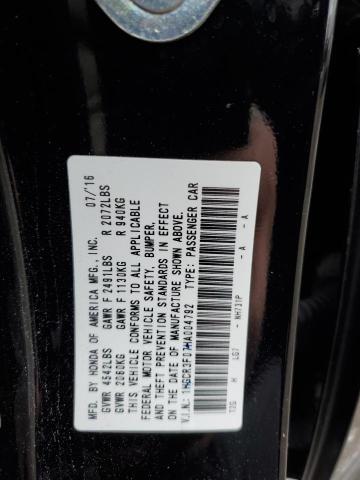 MFD. BY HONDA OF AMERICA MFG., INC. 07/'16
GVWR 4542LBS GAWR F 2491LBS R 2072LBS
GVWR 2060KG GAWR F 1130KG R 940KG
THIS VEHICLE CONFORMS TO ALL APPLICABLE
FEDERAL MOTOR VEHICLE SAFETY, BUMPER,
AND THEFT PREVENTION STANDARDS IN EFFECT
ON THE DATE OF MANUFACTURE SHOWN ABOVE.
V.I.N.: TYPE: PASSENGER CAR
H LG7 NH731P - A - A